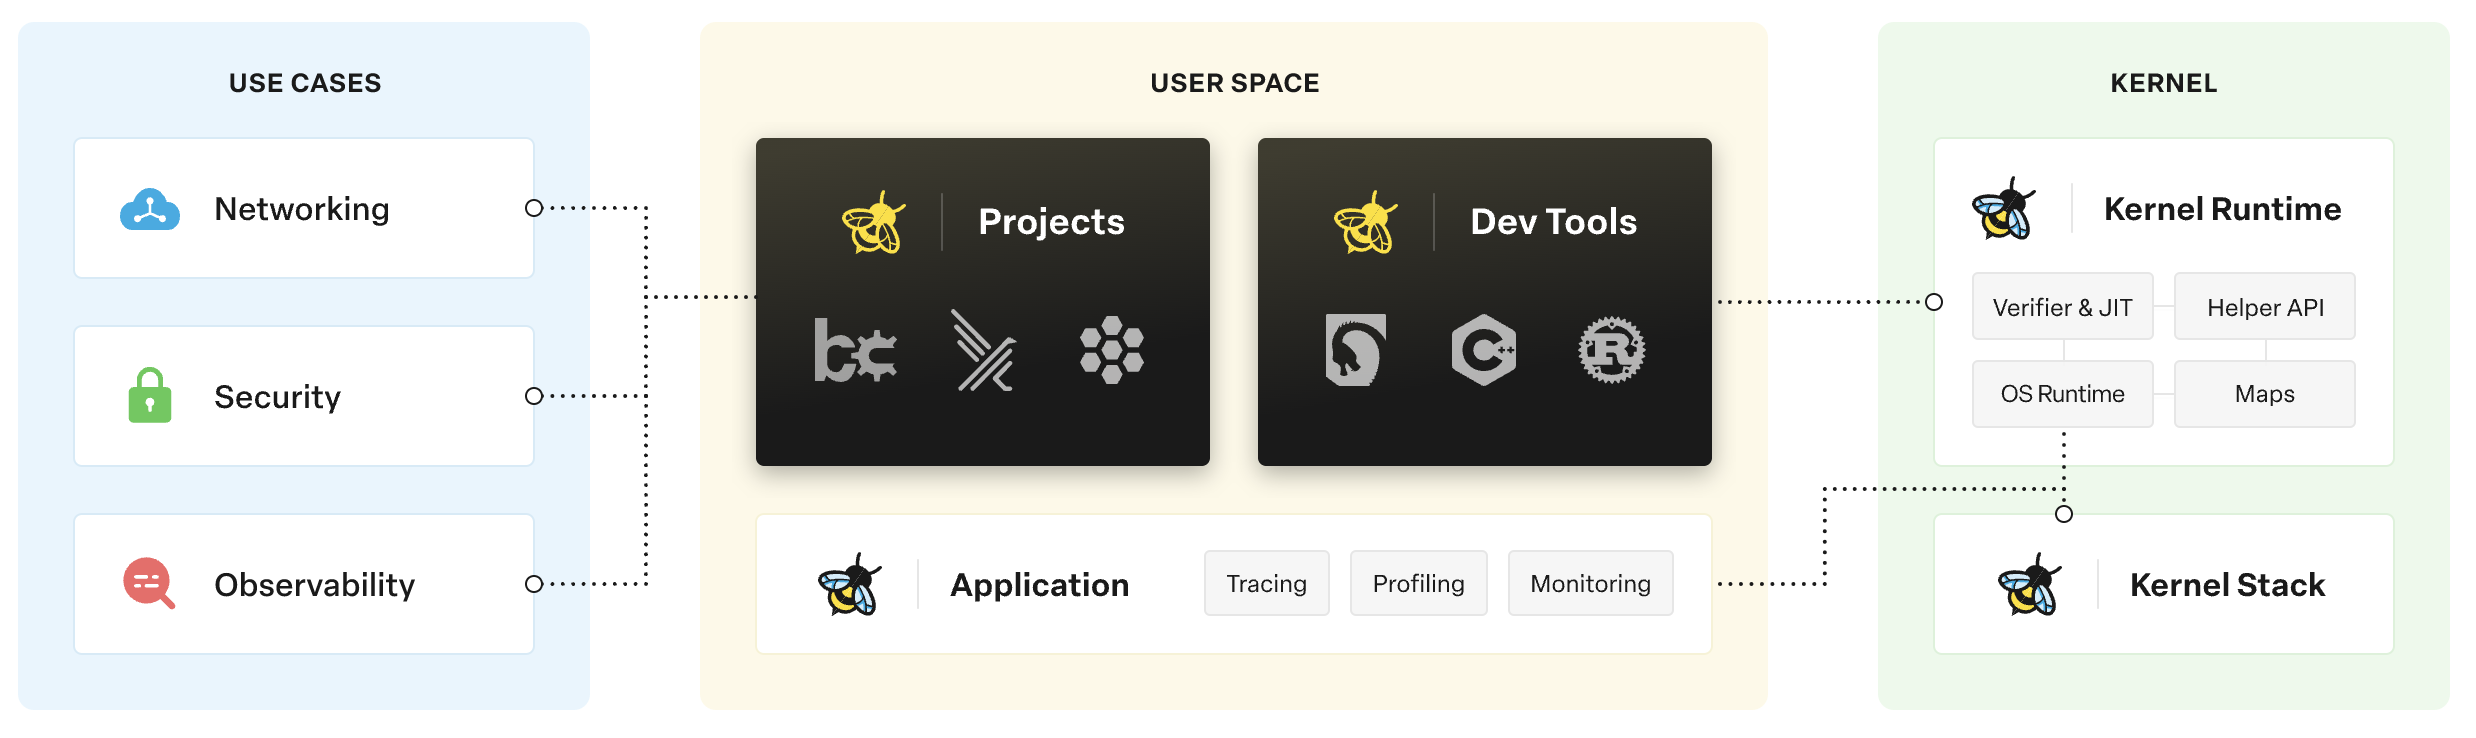 USE CASES
Networking
Security
Observability
USER SPACE
Projects
bc
Dev Tools
C++
R
Application
Tracing
Profiling
Monitoring
KERNEL
Kernel Runtime
Verifier & JIT
Helper API
OS Runtime
Maps
Kernel Stack